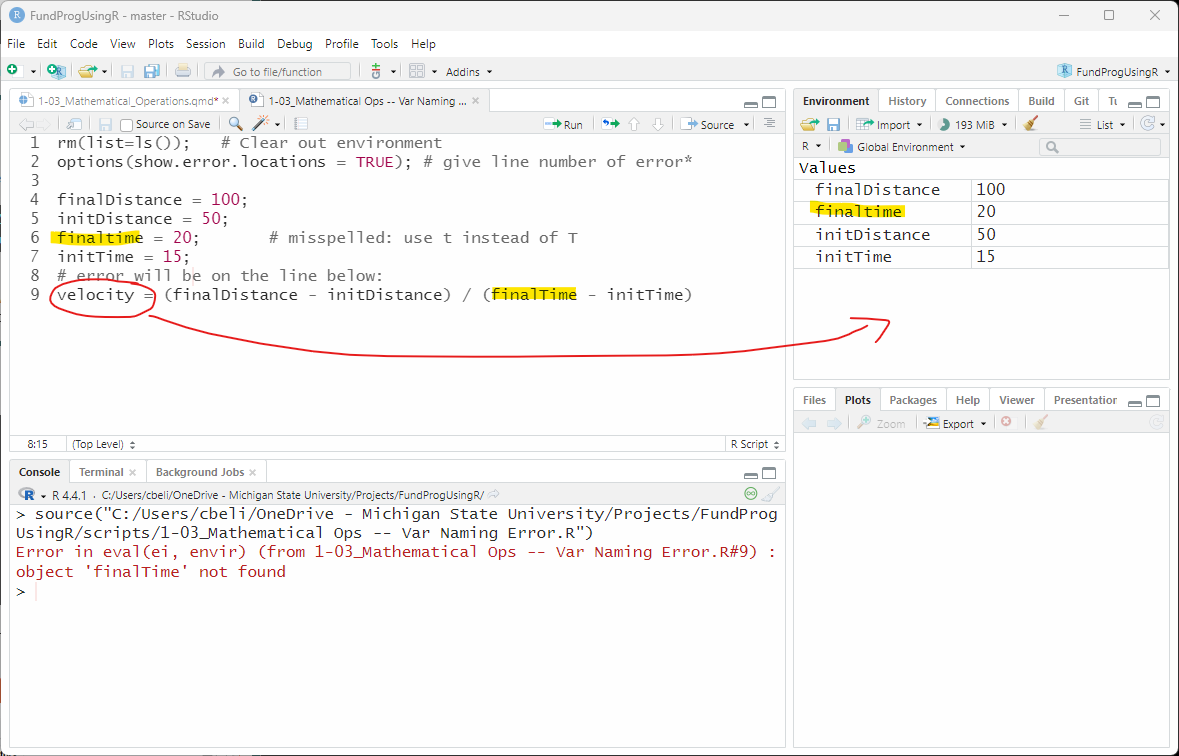 FundProgUsingR - master - RStudio
File Edit Code View Plots Session Build Debug Profile Tools Help
Go to file/function Addins FundProgUsingR
1-03_Mathematical_Operations.qmd* 1-03_Mathematical Ops -- Var Naming ...
Source on Save Run Source
1 rm(list=ls()); # Clear out environment
2 options(show.error.locations = TRUE); # give line number of error*
3
4 finalDistance = 100;
5 initDistance = 50;
6 finaltime = 20; # misspelled: use t instead of T
7 initTime = 15;
8 # error will be on the line below:
9 velocity = (finalDistance - initDistance) / (finalTime - initTime)
8:15 (Top Level) R Script
Console Terminal Background Jobs
R R 4.4.1 · C:/Users/cbeli/OneDrive - Michigan State University/Projects/FundProgUsingR/
> source("C:/Users/cbeli/OneDrive - Michigan State University/Projects/FundProg
UsingR/scripts/1-03_Mathematical Ops -- Var Naming Error.R")
Error in eval(ei, envir) (from 1-03_Mathematical Ops -- Var Naming Error.R#9) :
object 'finalTime' not found
>
Environment History Connections Build Git
Import 193 MiB List
R Global Environment
Values
finalDistance 100
finaltime 20
initDistance 50
initTime 15
Files Plots Packages Help Viewer Presentation
Zoom Export